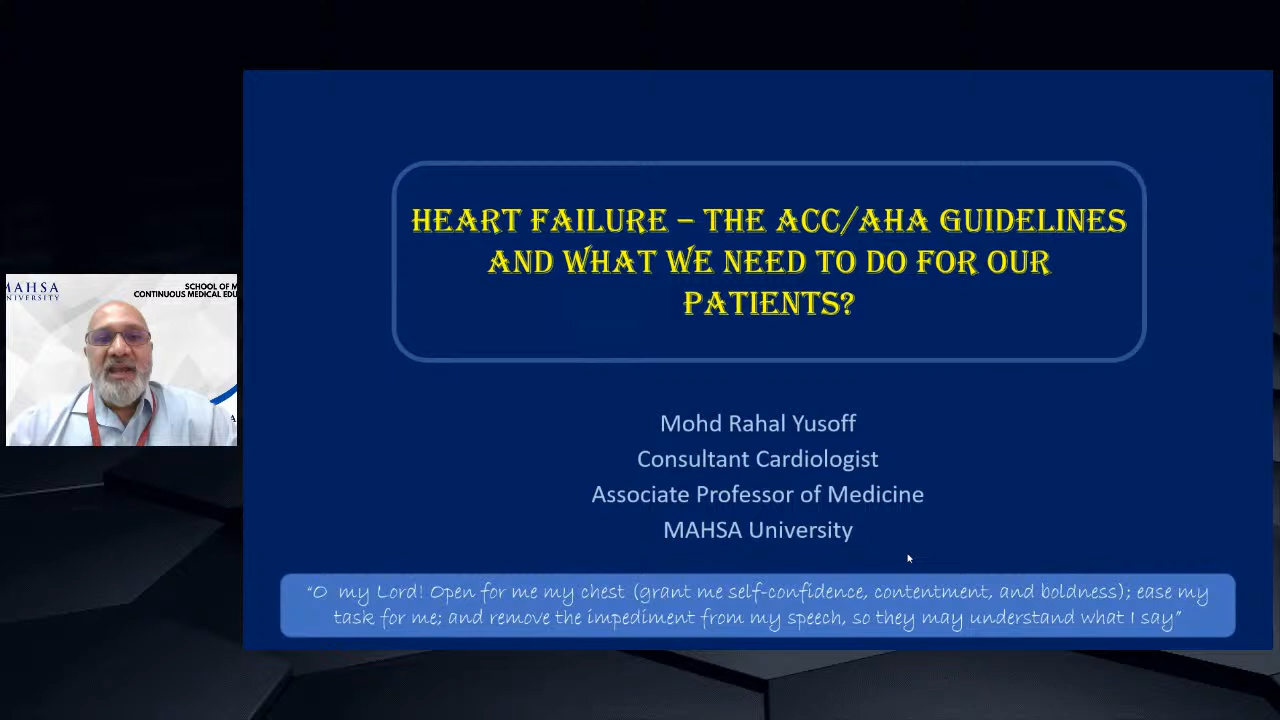 HEART FAILURE – THE ACC/AHA GUIDELINES
AND WHAT WE NEED TO DO FOR OUR
PATIENTS?
MAHSA
UNIVERSITY
SCHOOL OF M
CONTINUOUS MEDICAL EDU
Mohd Rahal Yusoff
Consultant Cardiologist
Associate Professor of Medicine
MAHSA University
“O my Lord! Open for me my chest (grant me self-confidence, contentment, and boldness); ease my
task for me; and remove the impediment from my speech, so they may understand what I say”